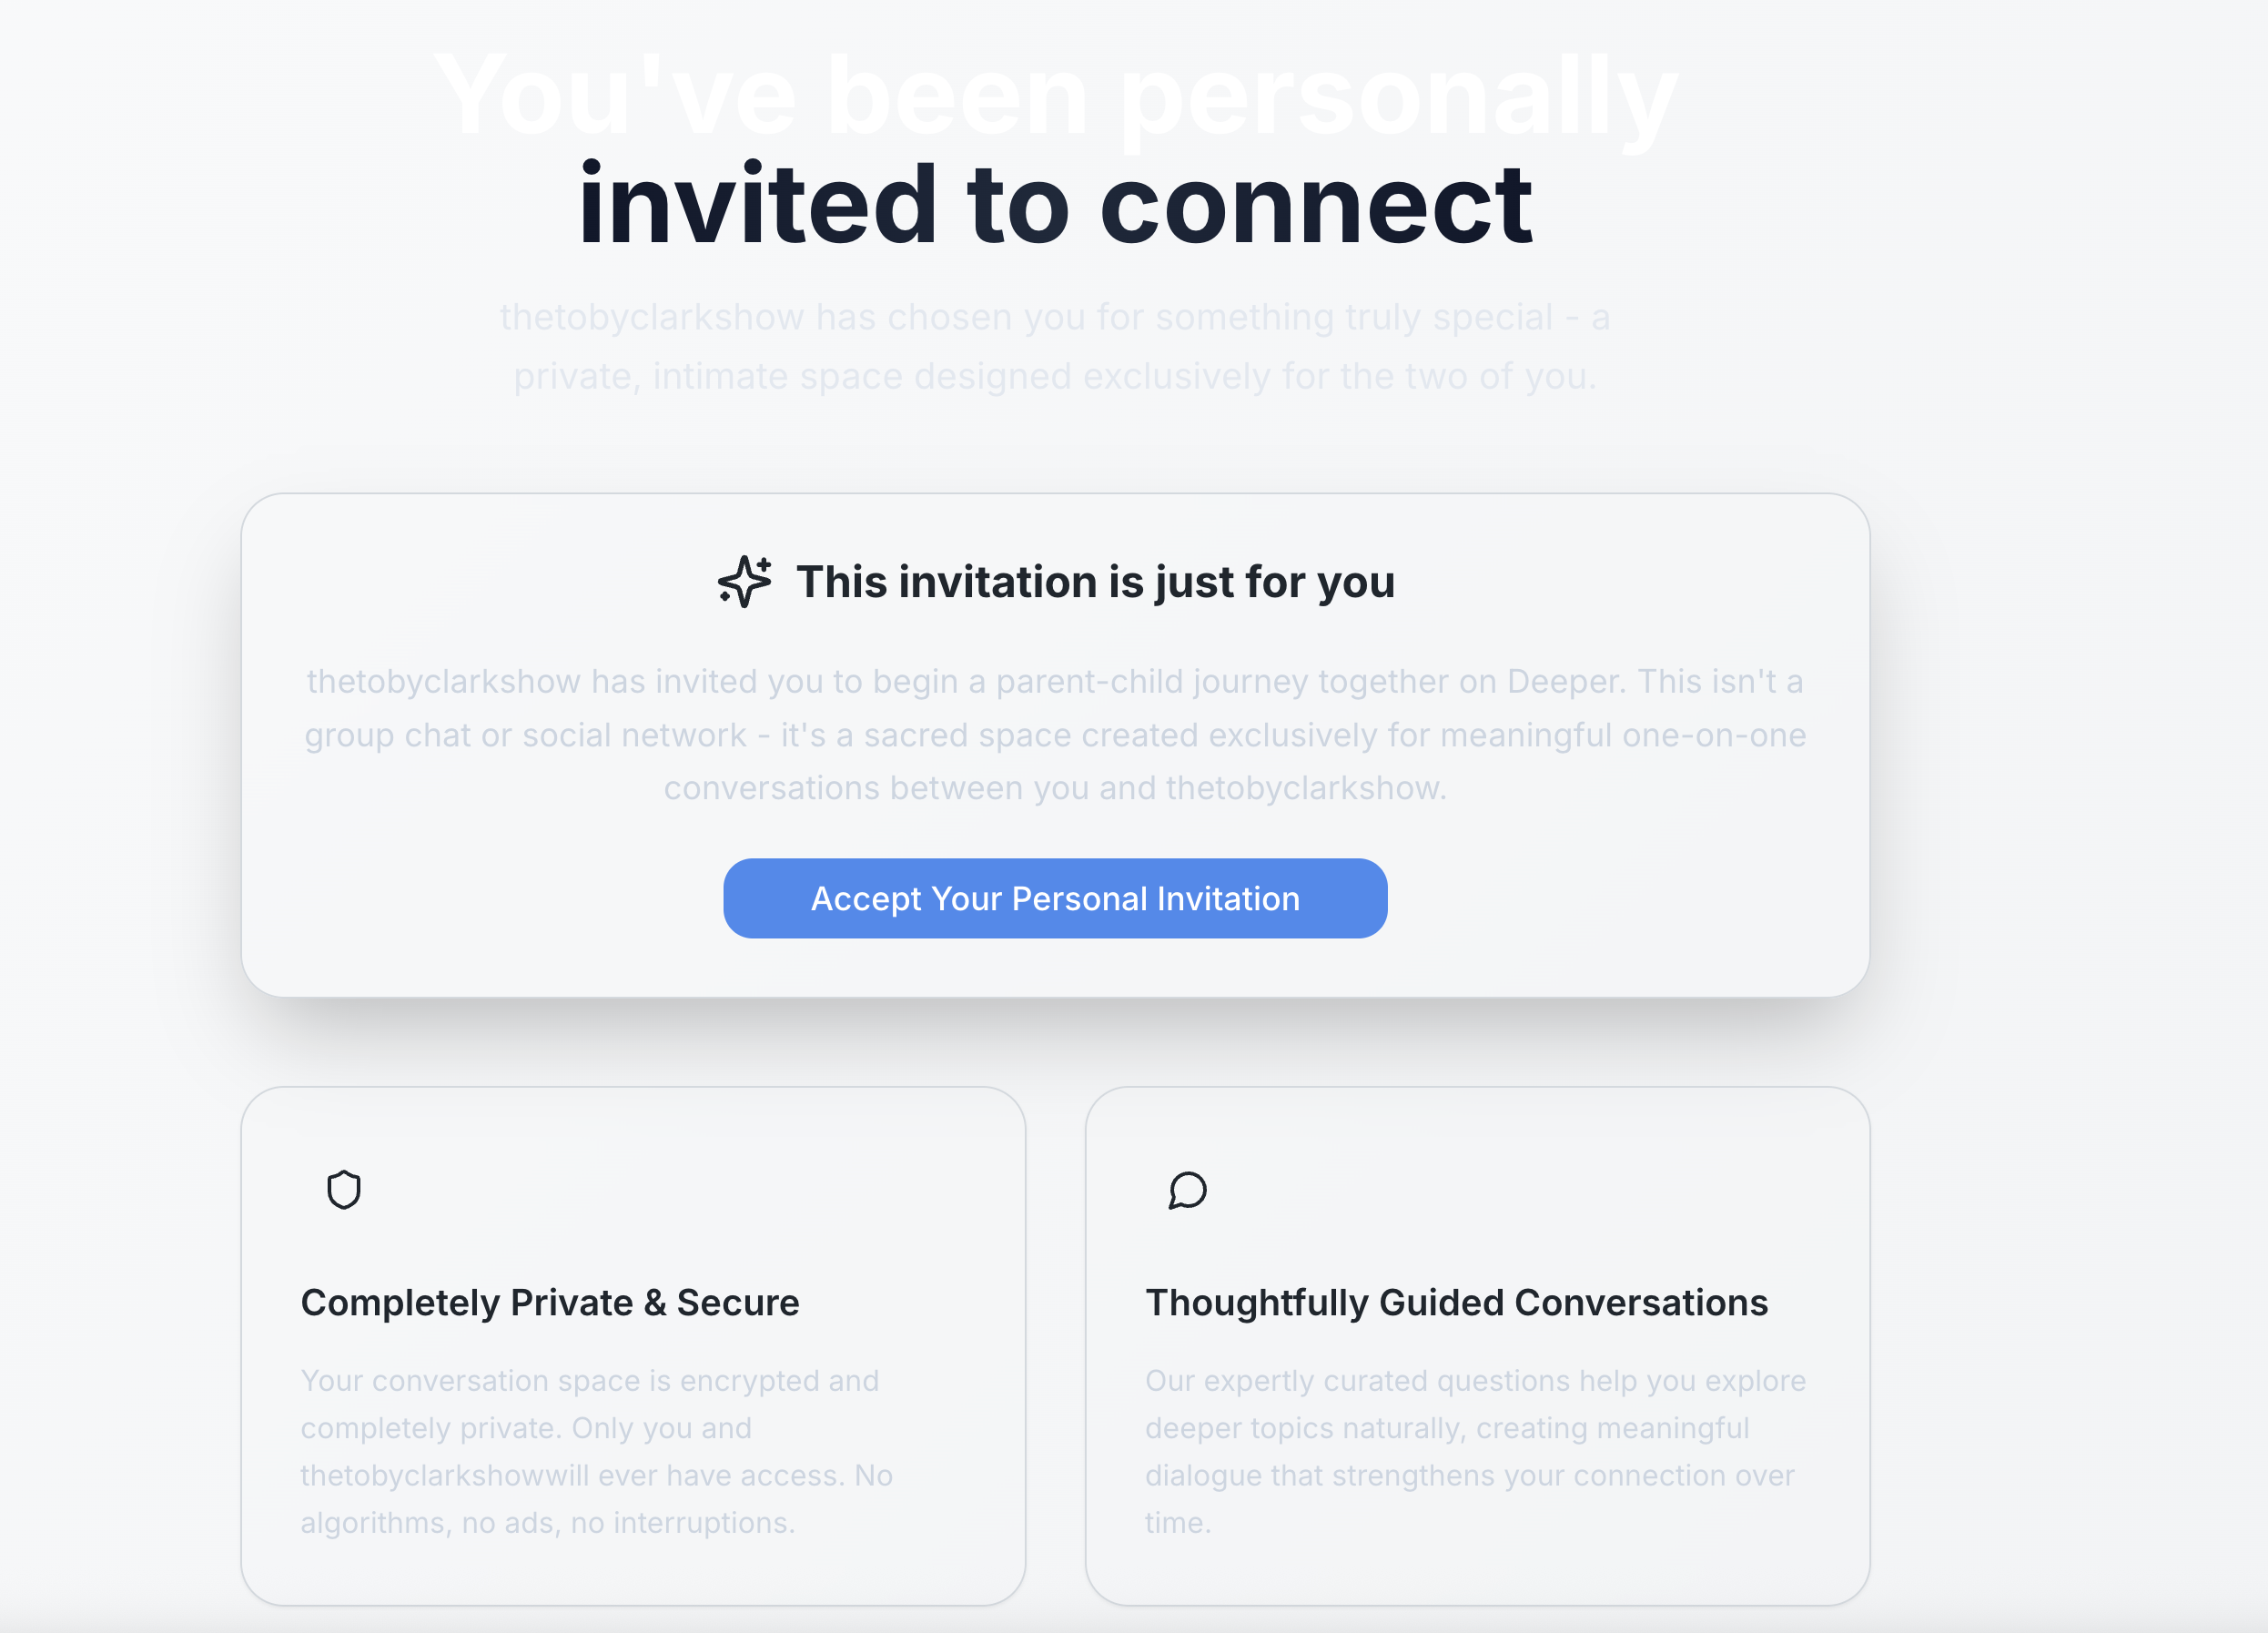 You've been personally
invited to connect
thetobyclarkshow has chosen you for something truly special - a
private, intimate space designed exclusively for the two of you.
This invitation is just for you
thetobyclarkshow has invited you to begin a parent-child journey together on Deeper. This isn't a
group chat or social network - it's a sacred space created exclusively for meaningful one-on-one
conversations between you and thetobyclarkshow.
Accept Your Personal Invitation
Completely Private & Secure
Your conversation space is encrypted and
completely private. Only you and
thetobyclarkshowwill ever have access. No
algorithms, no ads, no interruptions.
Thoughtfully Guided Conversations
Our expertly curated questions help you explore
deeper topics naturally, creating meaningful
dialogue that strengthens your connection over
time.